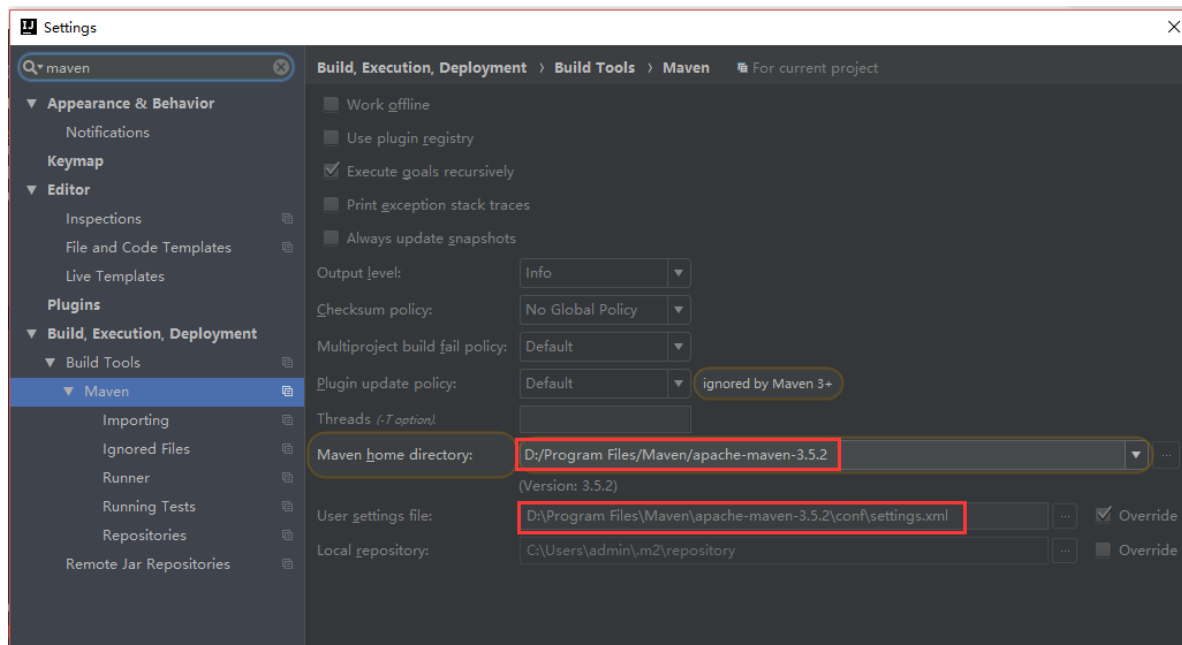 Settings
maven
Build, Execution, Deployment › Build Tools › Maven For current project
Appearance & Behavior
Notifications
Keymap
Editor
Inspections
File and Code Templates
Live Templates
Plugins
Build, Execution, Deployment
Build Tools
Maven
Importing
Ignored Files
Runner
Running Tests
Repositories
Remote Jar Repositories
Work offline
Use plugin registry
Execute goals recursively
Print exception stack traces
Always update snapshots
Output level: Info
Checksum policy: No Global Policy
Multiproject build fail policy: Default
Plugin update policy: Default ignored by Maven 3+
Threads (-T option).
Maven home directory: D:/Program Files/Maven/apache-maven-3.5.2 ...
(Version: 3.5.2)
User settings file: D:\Program Files\Maven\apache-maven-3.5.2\conf\settings.xml ... Override
Local repository: C:\Users\admin\.m2\repository ... Override